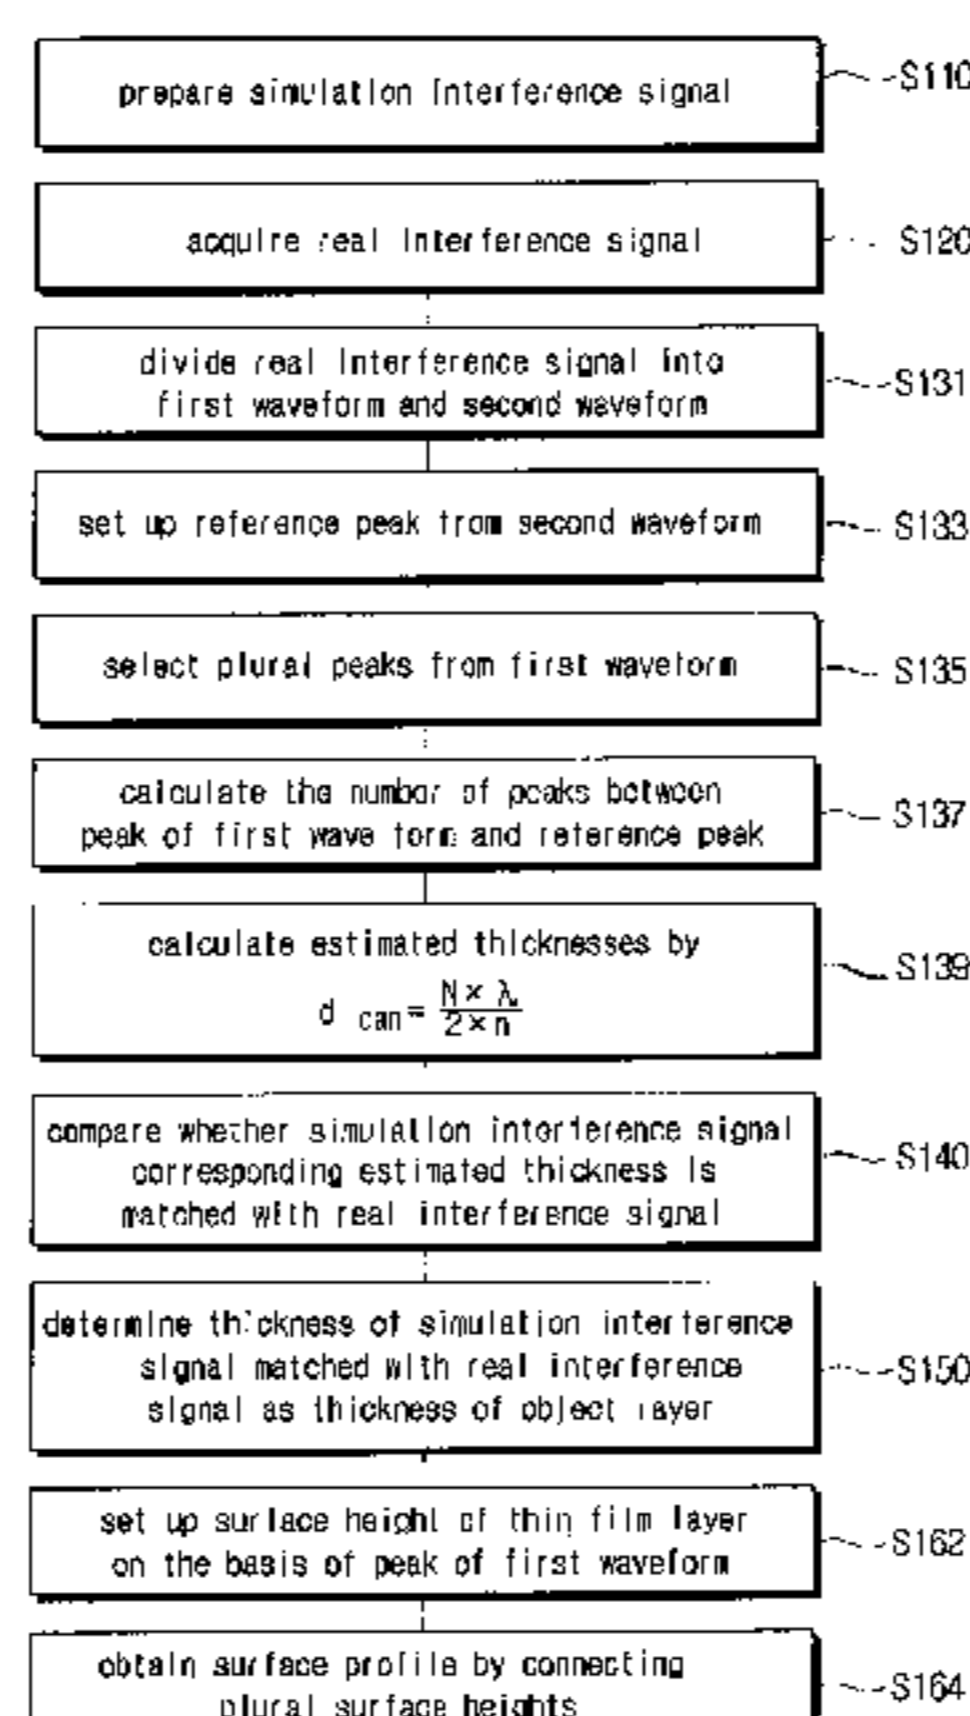 prepare simulation interference signal
S110
acquire real interference signal
S120
divide real interference signal into
first waveform and second waveform
S131
set up reference peak from second waveform
S133
select plural peaks from first waveform
S135
calculate the number of peaks between
peak of first wave form and reference peak
S137
calculate estimated thicknesses by
d can = N × λ / 2 × n
S139
compare whether simulation interference signal
corresponding estimated thickness is
matched with real interference signal
S140
determine thickness of simulation interference
signal matched with real interference
signal as thickness of object layer
S150
set up surface height of thin film layer
on the basis of peak of first waveform
S162
obtain surface profile by connecting
plural surface heights
S164